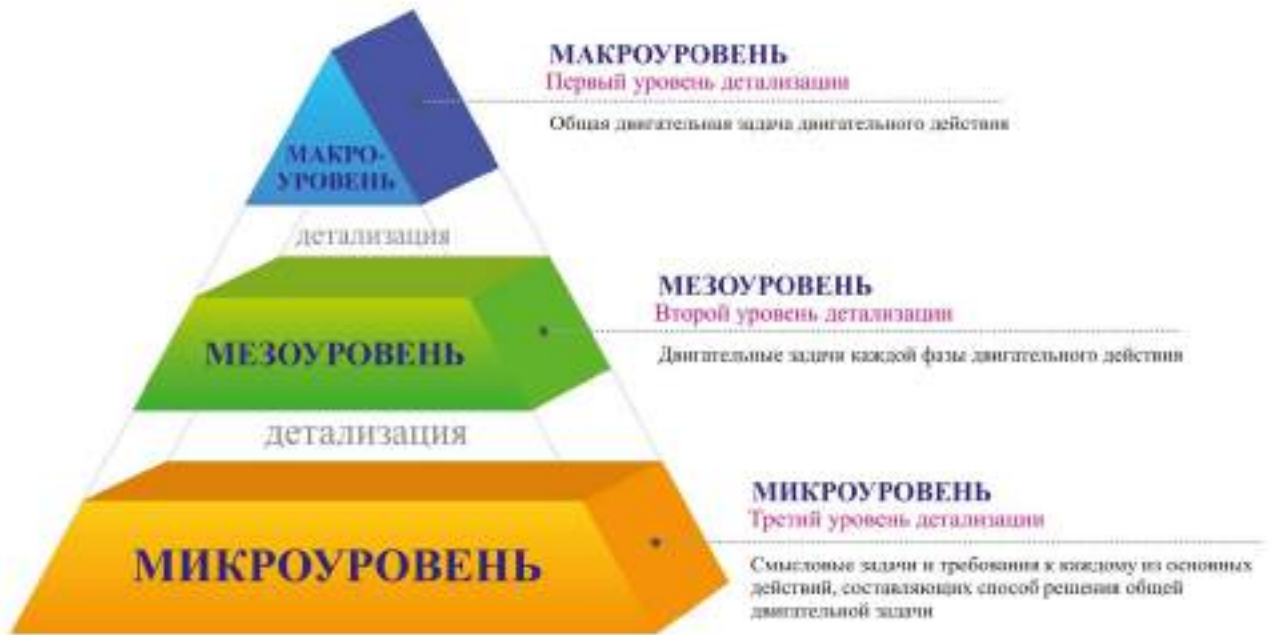 МАКРОУРОВЕНЬ
Первый уровень детализации
Общая двигательная задача двигательного действия
МАКРО-
УРОВЕНЬ
детализация
МЕЗОУРОВЕНЬ
Второй уровень детализации
Двигательные задачи каждой фазы двигательного действия
МЕЗОУРОВЕНЬ
детализация
МИКРОУРОВЕНЬ
Третий уровень детализации
Смысловые задачи и требования к каждому из основных
действий, составляющих способ решения общей
двигательной задачи
МИКРОУРОВЕНЬ